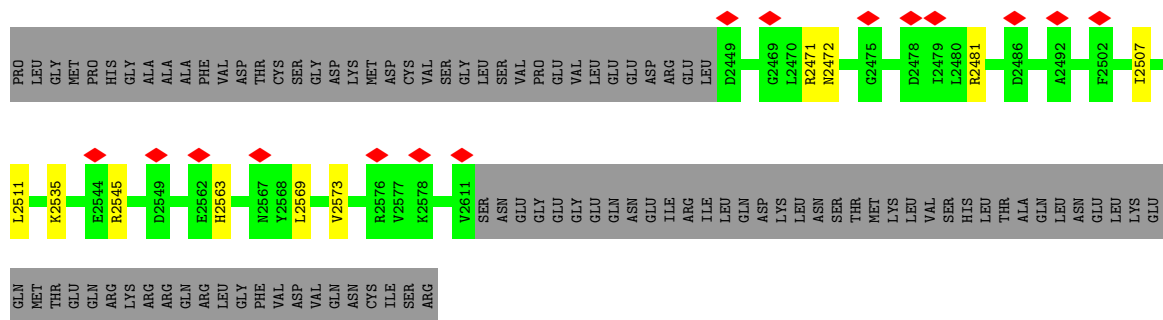 PRO LEU GLY MET PRO HIS GLY ALA ALA ALA PHE VAL ASP THR CYS SER GLY ASP LYS MET ASP CYS VAL SER GLY LEU SER VAL PRO GLU VAL LEU GLU GLU ASP ARG GLU LEU D2449 G2469 L2470 R2471 N2472 G2475 D2478 I2479 L2480 R2481 D2486 A2492 F2502 I2507
L2511 K2535 E2544 R2545 D2549 E2562 H2563 N2567 Y2568 L2569 V2573 R2576 V2577 K2578 V2611 SER ASN GLU GLY GLU GLY GLU GLN ASN GLU ILE ARG ILE LEU GLN ASP LYS LEU ASN SER THR MET LYS LEU VAL SER HIS LEU THR ALA GLN LEU ASN GLU LEU LYS GLU
GLN MET THR GLU GLN ARG LYS ARG ARG GLN ARG LEU GLY PHE VAL ASP VAL GLN ASN CYS ILE SER ARG